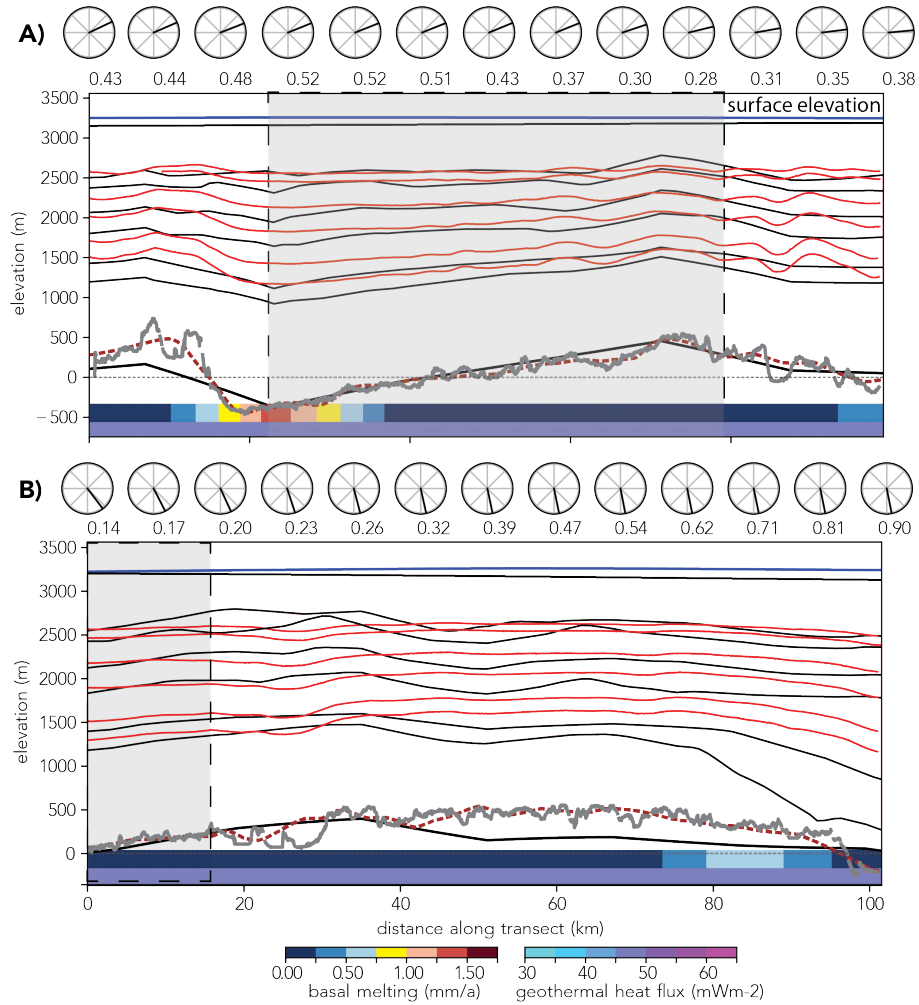 A)
0.43 0.44 0.48 0.52 0.52 0.51 0.43 0.37 0.30 0.28 0.31 0.35 0.38
surface elevation
3500
3000
2500
2000
1500
1000
500
0
−500
elevation (m)
B)
0.14 0.17 0.20 0.23 0.26 0.32 0.39 0.47 0.54 0.62 0.71 0.81 0.90
3500
3000
2500
2000
1500
1000
500
0
elevation (m)
0 20 40 60 80 100
distance along transect (km)
0.00 0.50 1.00 1.50
basal melting (mm/a)
30 40 50 60
geothermal heat flux (mWm-2)